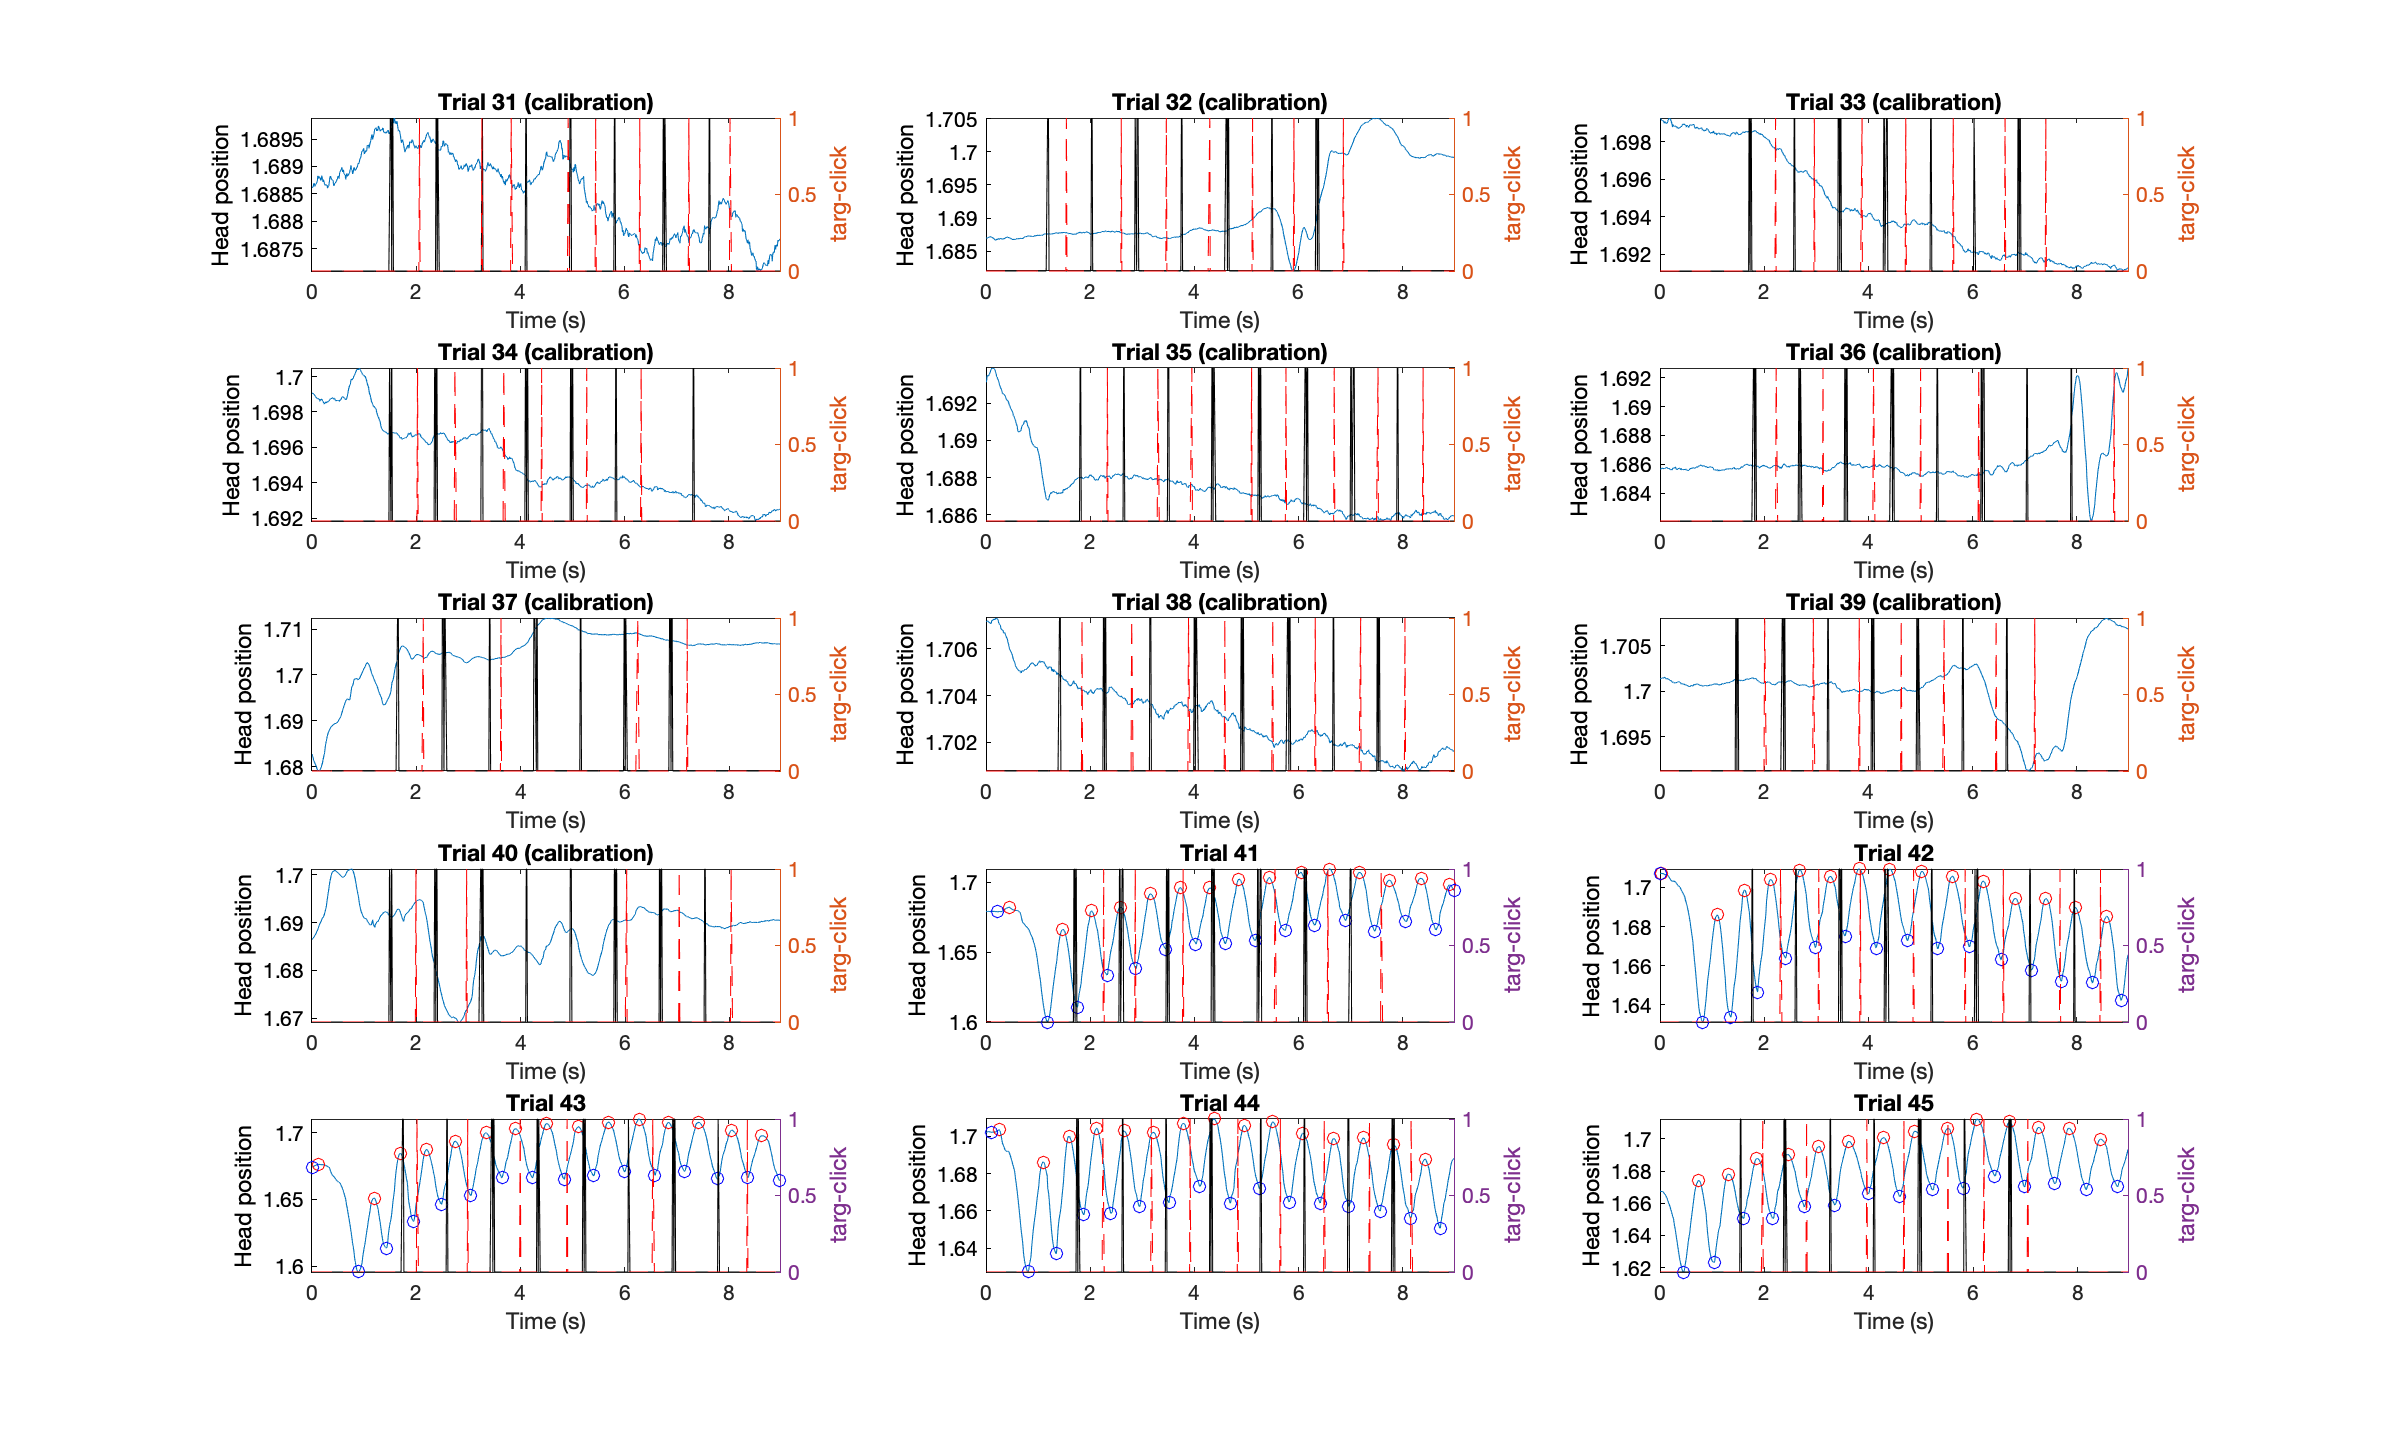 Trial 31 (calibration)
Head position
1.6895
1.689
1.6885
1.688
1.6875
0 2 4 6 8
Time (s)
1
0.5
0
targ-click
Trial 32 (calibration)
Head position
1.705
1.7
1.695
1.69
1.685
0 2 4 6 8
Time (s)
1
0.5
0
targ-click
Trial 33 (calibration)
Head position
1.698
1.696
1.694
1.692
0 2 4 6 8
Time (s)
1
0.5
0
targ-click
Trial 34 (calibration)
Head position
1.7
1.698
1.696
1.694
1.692
0 2 4 6 8
Time (s)
1
0.5
0
targ-click
Trial 35 (calibration)
Head position
1.692
1.69
1.688
1.686
0 2 4 6 8
Time (s)
1
0.5
0
targ-click
Trial 36 (calibration)
Head position
1.692
1.69
1.688
1.686
1.684
0 2 4 6 8
Time (s)
1
0.5
0
targ-click
Trial 37 (calibration)
Head position
1.71
1.7
1.69
1.68
0 2 4 6 8
Time (s)
1
0.5
0
targ-click
Trial 38 (calibration)
Head position
1.706
1.704
1.702
0 2 4 6 8
Time (s)
1
0.5
0
targ-click
Trial 39 (calibration)
Head position
1.705
1.7
1.695
0 2 4 6 8
Time (s)
1
0.5
0
targ-click
Trial 40 (calibration)
Head position
1.7
1.69
1.68
1.67
0 2 4 6 8
Time (s)
1
0.5
0
targ-click
Trial 41
Head position
1.7
1.65
1.6
0 2 4 6 8
Time (s)
1
0.5
0
targ-click
Trial 42
Head position
1.7
1.68
1.66
1.64
0 2 4 6 8
Time (s)
1
0.5
0
targ-click
Trial 43
Head position
1.7
1.65
1.6
0 2 4 6 8
Time (s)
1
0.5
0
targ-click
Trial 44
Head position
1.7
1.68
1.66
1.64
0 2 4 6 8
Time (s)
1
0.5
0
targ-click
Trial 45
Head position
1.7
1.68
1.66
1.64
1.62
0 2 4 6 8
Time (s)
1
0.5
0
targ-click